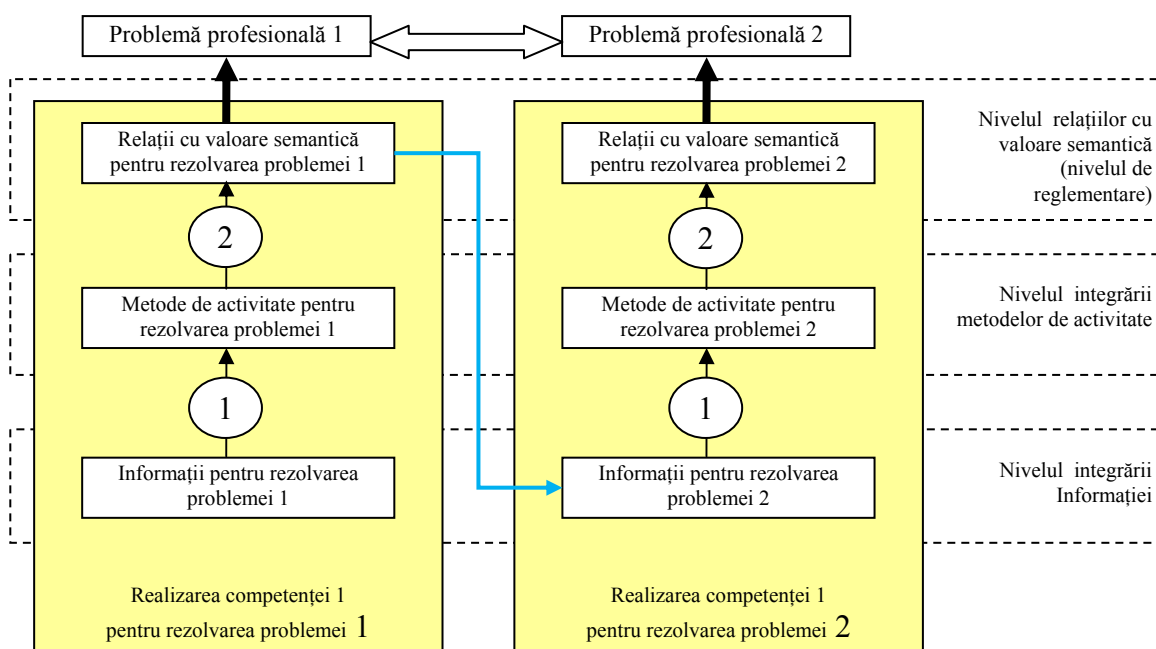 Problemă profesională 1
Problemă profesională 2
Relații cu valoare semantică
pentru rezolvarea problemei 1
Relații cu valoare semantică
pentru rezolvarea problemei 2
Nivelul relațiilor cu
valoare semantică
(nivelul de
reglementare)
2
2
Metode de activitate pentru
rezolvarea problemei 1
Metode de activitate pentru
rezolvarea problemei 2
Nivelul integrării
metodelor de activitate
1
1
Informații pentru rezolvarea
problemei 1
Informații pentru rezolvarea
problemei 2
Nivelul integrării
Informației
Realizarea competenței 1
pentru rezolvarea problemei 1
Realizarea competenței 1
pentru rezolvarea problemei 2